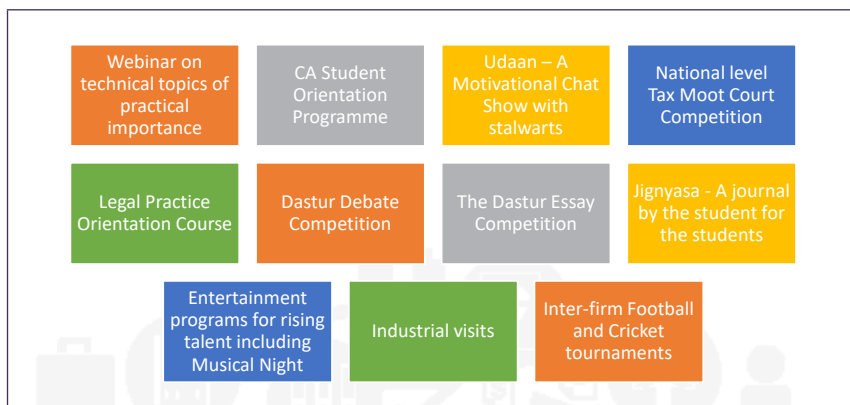 Webinar on
technical topics of
practical
importance
CA Student
Orientation
Programme
Udaan – A
Motivational Chat
Show with
stalwarts
National level
Tax Moot Court
Competition
Legal Practice
Orientation Course
Dastur Debate
Competition
The Dastur Essay
Competition
Jignyasa - A journal
by the student for
the students
Entertainment
programs for rising
talent including
Musical Night
Industrial visits
Inter-firm Football
and Cricket
tournaments